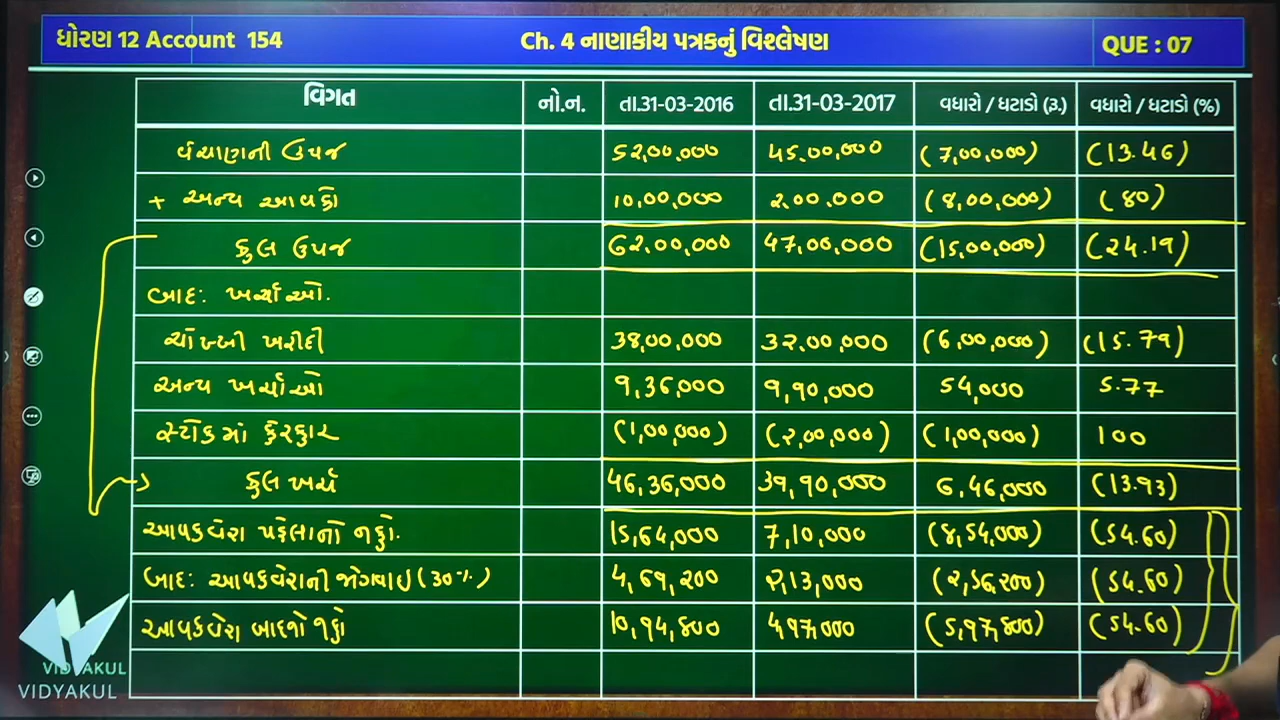 ધોરણ 12 Account 154 Ch. 4 નાણાકીય પત્રકનું વિશ્લેષણ QUE : 07
વિગત નો.ન. તા.31-03-2016 તા.31-03-2017 વધારો / ઘટાડો (રૂ.) વધારો / ઘટાડો (%)
વેચાણની ઉપજ 52,00,000 45,00,000 (7,00,000) (13.46)
+ અન્ય આવકો 10,00,000 2,00,000 (8,00,000) (80)
કુલ ઉપજ 62,00,000 47,00,000 (15,00,000) (24.19)
બાદ: ખર્ચાઓ.
ચોખ્ખી ખરીદી 38,00,000 32,00,000 (6,00,000) (15.79)
અન્ય ખર્ચાઓ 9,36,000 9,90,000 54,000 5.77
સ્ટોકમાં ફેરફાર (1,00,000) (2,00,000) (1,00,000) 100
કુલ ખર્ચ 46,36,000 39,90,000 6,46,000 (13.93)
આવકવેરા પહેલાનો નફો. 15,64,000 7,10,000 (8,54,000) (54.60)
બાદ: આવકવેરાની જોગવાઇ (30%) 4,69,200 2,13,000 (2,56,200) (54.60)
આવકવેરા બાદનો નફો 10,94,800 4,97,000 (5,97,800) (54.60)
VIDYAKUL
VIDYAKUL